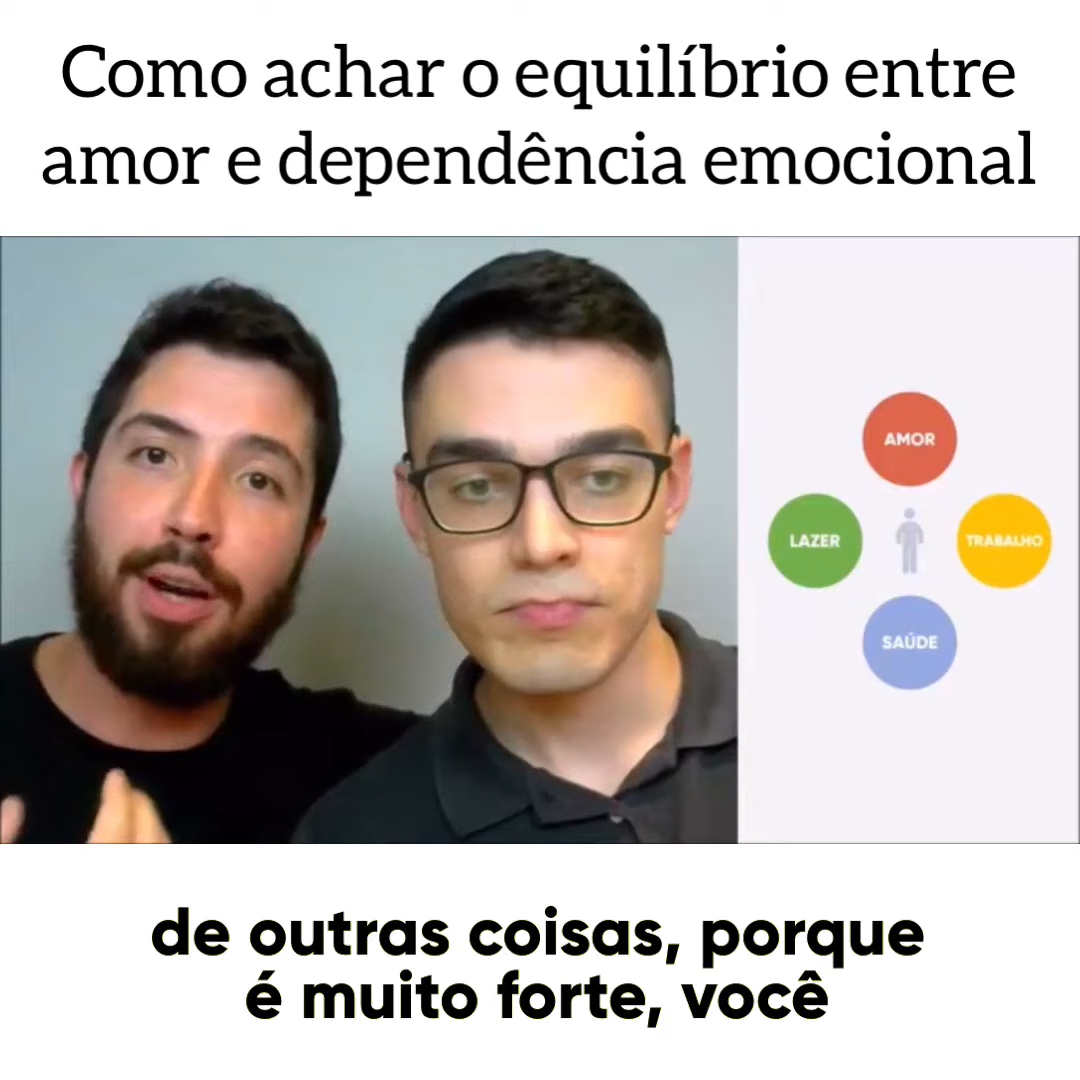 Como achar o equilíbrio entre
amor e dependência emocional
AMOR
LAZER
TRABALHO
SAÚDE
de outras coisas, porque
é muito forte, você